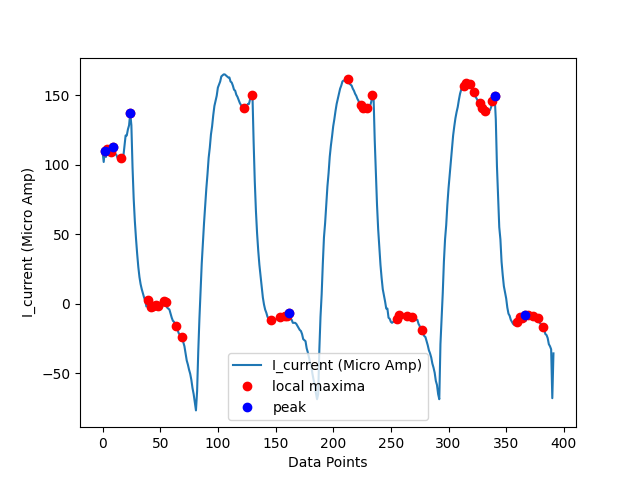 150
100
50
0
−50
I_current (Micro Amp)
I_current (Micro Amp)
local maxima
peak
0
50
100
150
200
250
300
350
400
Data Points